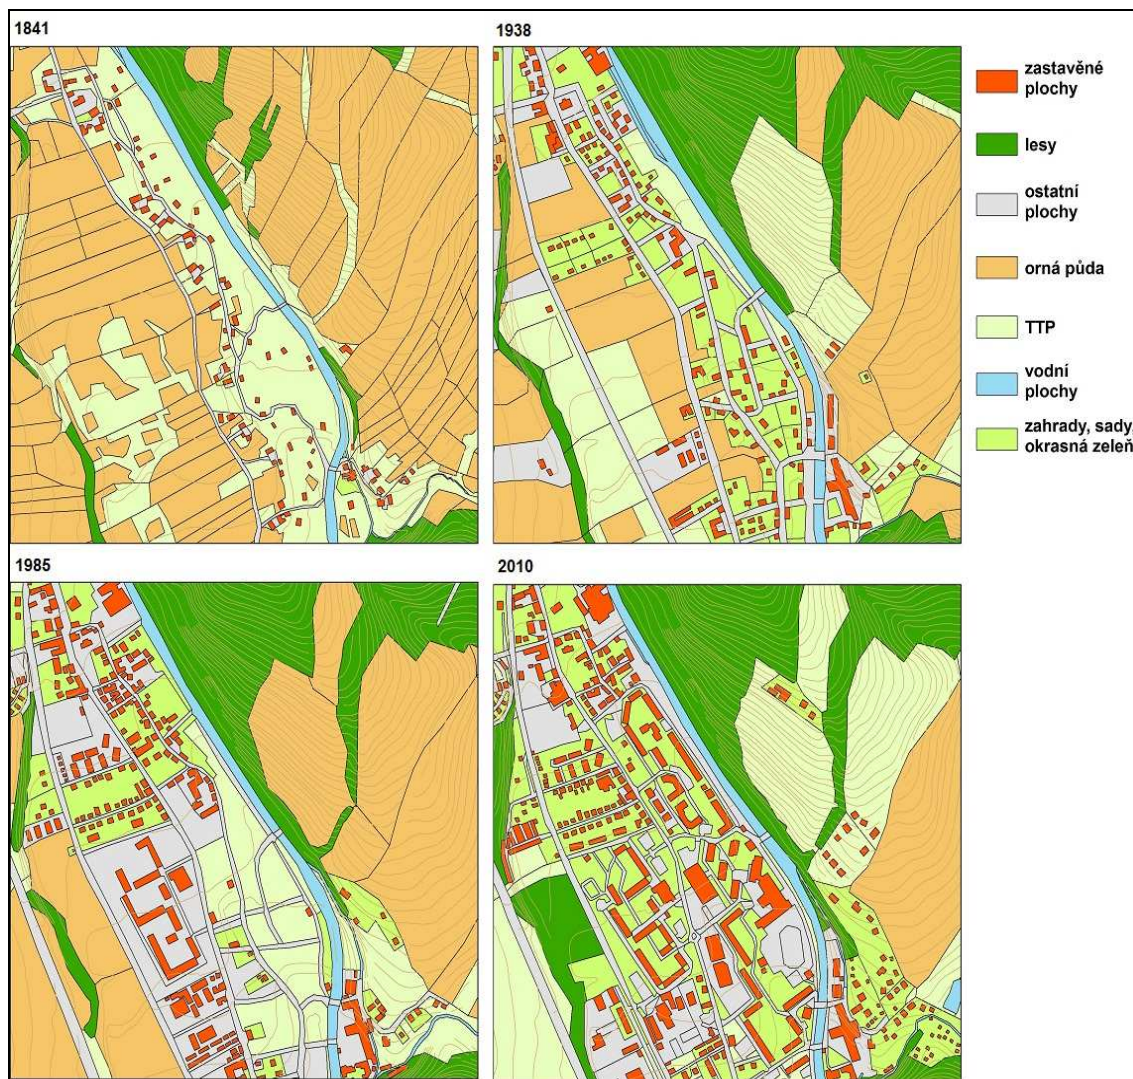 1841
1938
zastavěné
plochy
lesy
ostatní
plochy
orná půda
TTP
vodní
plochy
zahrady, sady,
okrasná zeleň
1985
2010